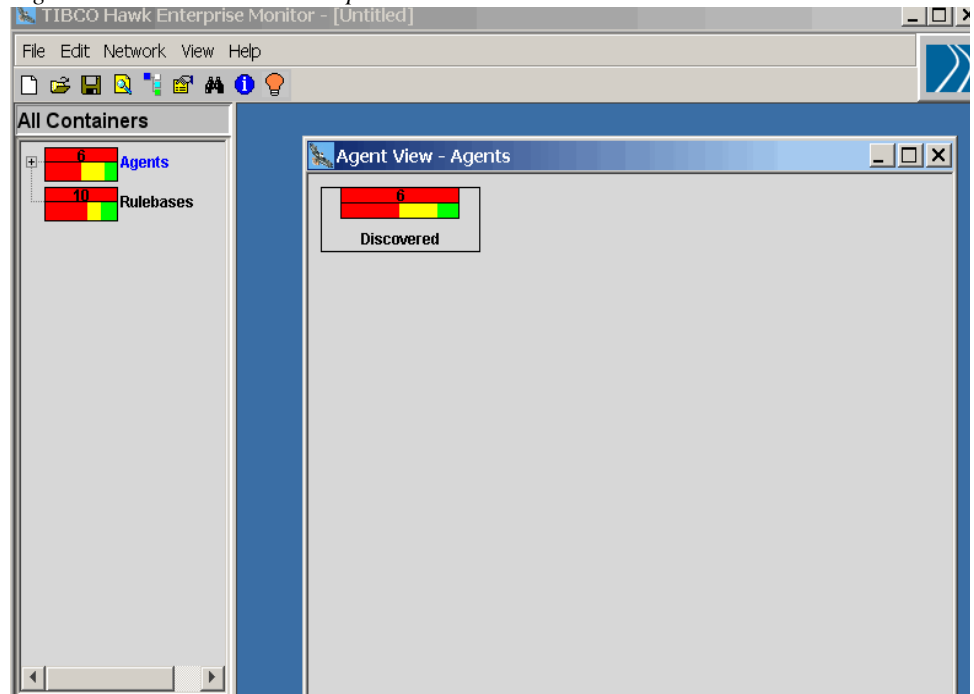 TIBCO Hawk Enterprise Monitor - [Untitled]
File Edit Network View Help
All Containers
6 Agents
10 Rulebases
Agent View - Agents
6
Discovered